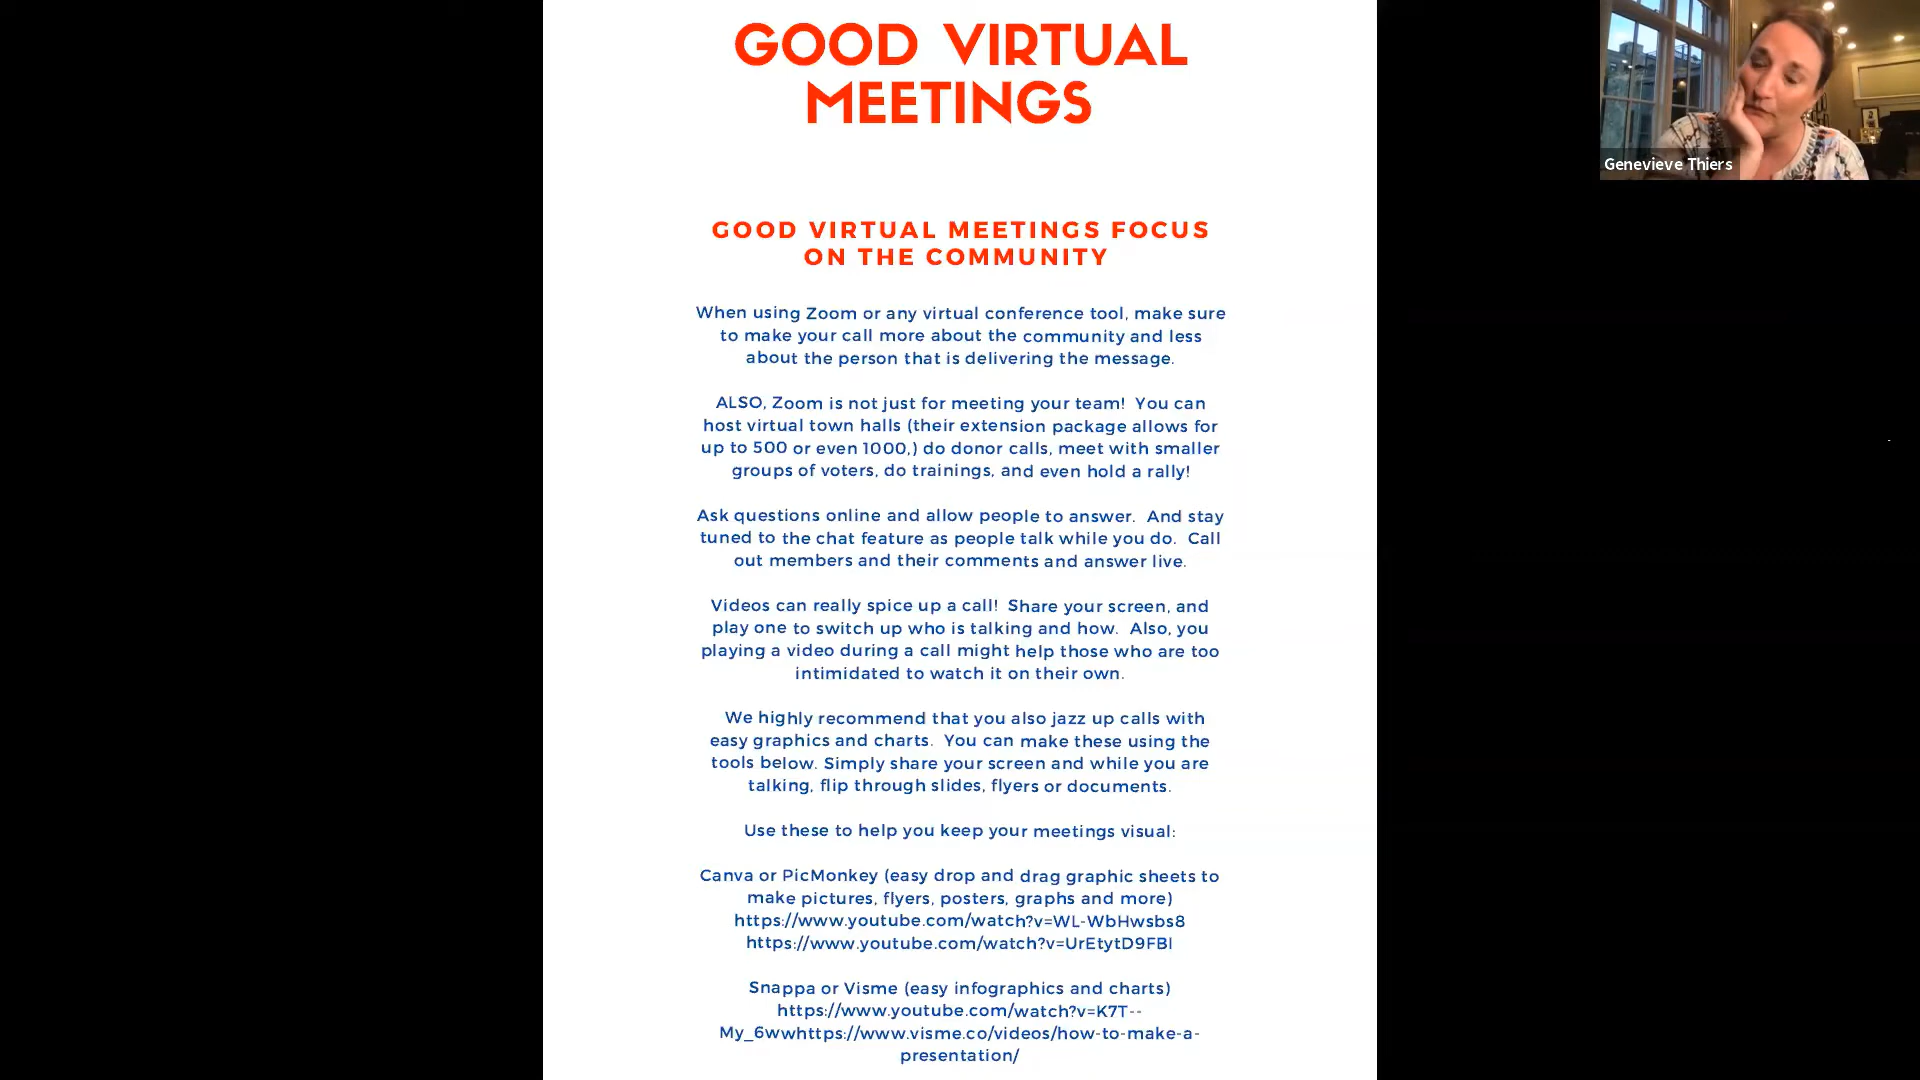 GOOD VIRTUAL
MEETINGS
Genevieve Thiers
GOOD VIRTUAL MEETINGS FOCUS
ON THE COMMUNITY
When using Zoom or any virtual conference tool, make sure
to make your call more about the community and less
about the person that is delivering the message.
ALSO, Zoom is not just for meeting your team!  You can
host virtual town halls (their extension package allows for
up to 500 or even 1000,) do donor calls, meet with smaller
groups of voters, do trainings, and even hold a rally!
Ask questions online and allow people to answer.  And stay
tuned to the chat feature as people talk while you do.  Call
out members and their comments and answer live.
Videos can really spice up a call!  Share your screen, and
play one to switch up who is talking and how.  Also, you
playing a video during a call might help those who are too
intimidated to watch it on their own.
We highly recommend that you also jazz up calls with
easy graphics and charts.  You can make these using the
tools below. Simply share your screen and while you are
talking, flip through slides, flyers or documents.
Use these to help you keep your meetings visual:
Canva or PicMonkey (easy drop and drag graphic sheets to
make pictures, flyers, posters, graphs and more)
https://www.youtube.com/watch?v=WL-WbHwsbs8
https://www.youtube.com/watch?v=UrEtytD9FBI
Snappa or Visme (easy infographics and charts)
https://www.youtube.com/watch?v=K7T--
My_6wwhttps://www.visme.co/videos/how-to-make-a-
presentation/